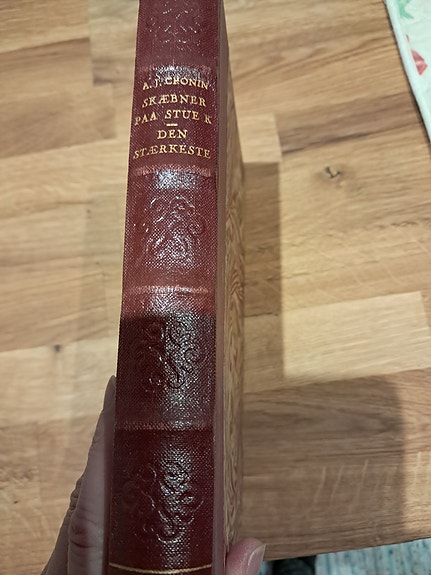 A. J. CRONIN
SKÆBNER
PAA STUE K
—
DEN
STÆRKESTE